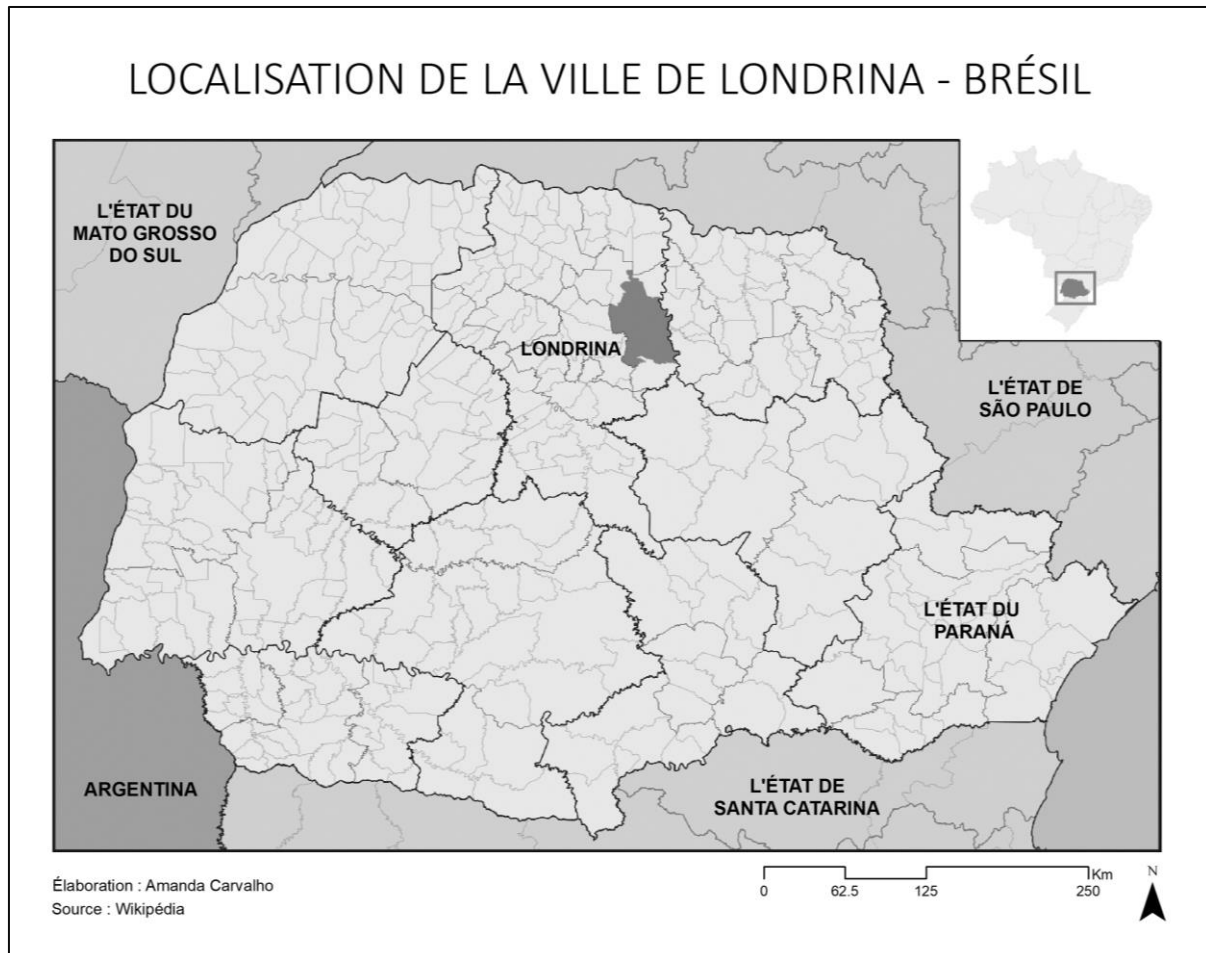 LOCALISATION DE LA VILLE DE LONDRINA - BRÉSIL
L'ÉTAT DU
MATO GROSSO
DO SUL
LONDRINA
L'ÉTAT DE
SÃO PAULO
L'ÉTAT DU
PARANÁ
ARGENTINA
L'ÉTAT DE
SANTA CATARINA
Élaboration : Amanda Carvalho
Source : Wikipédia
0 62.5 125 250 Km
N